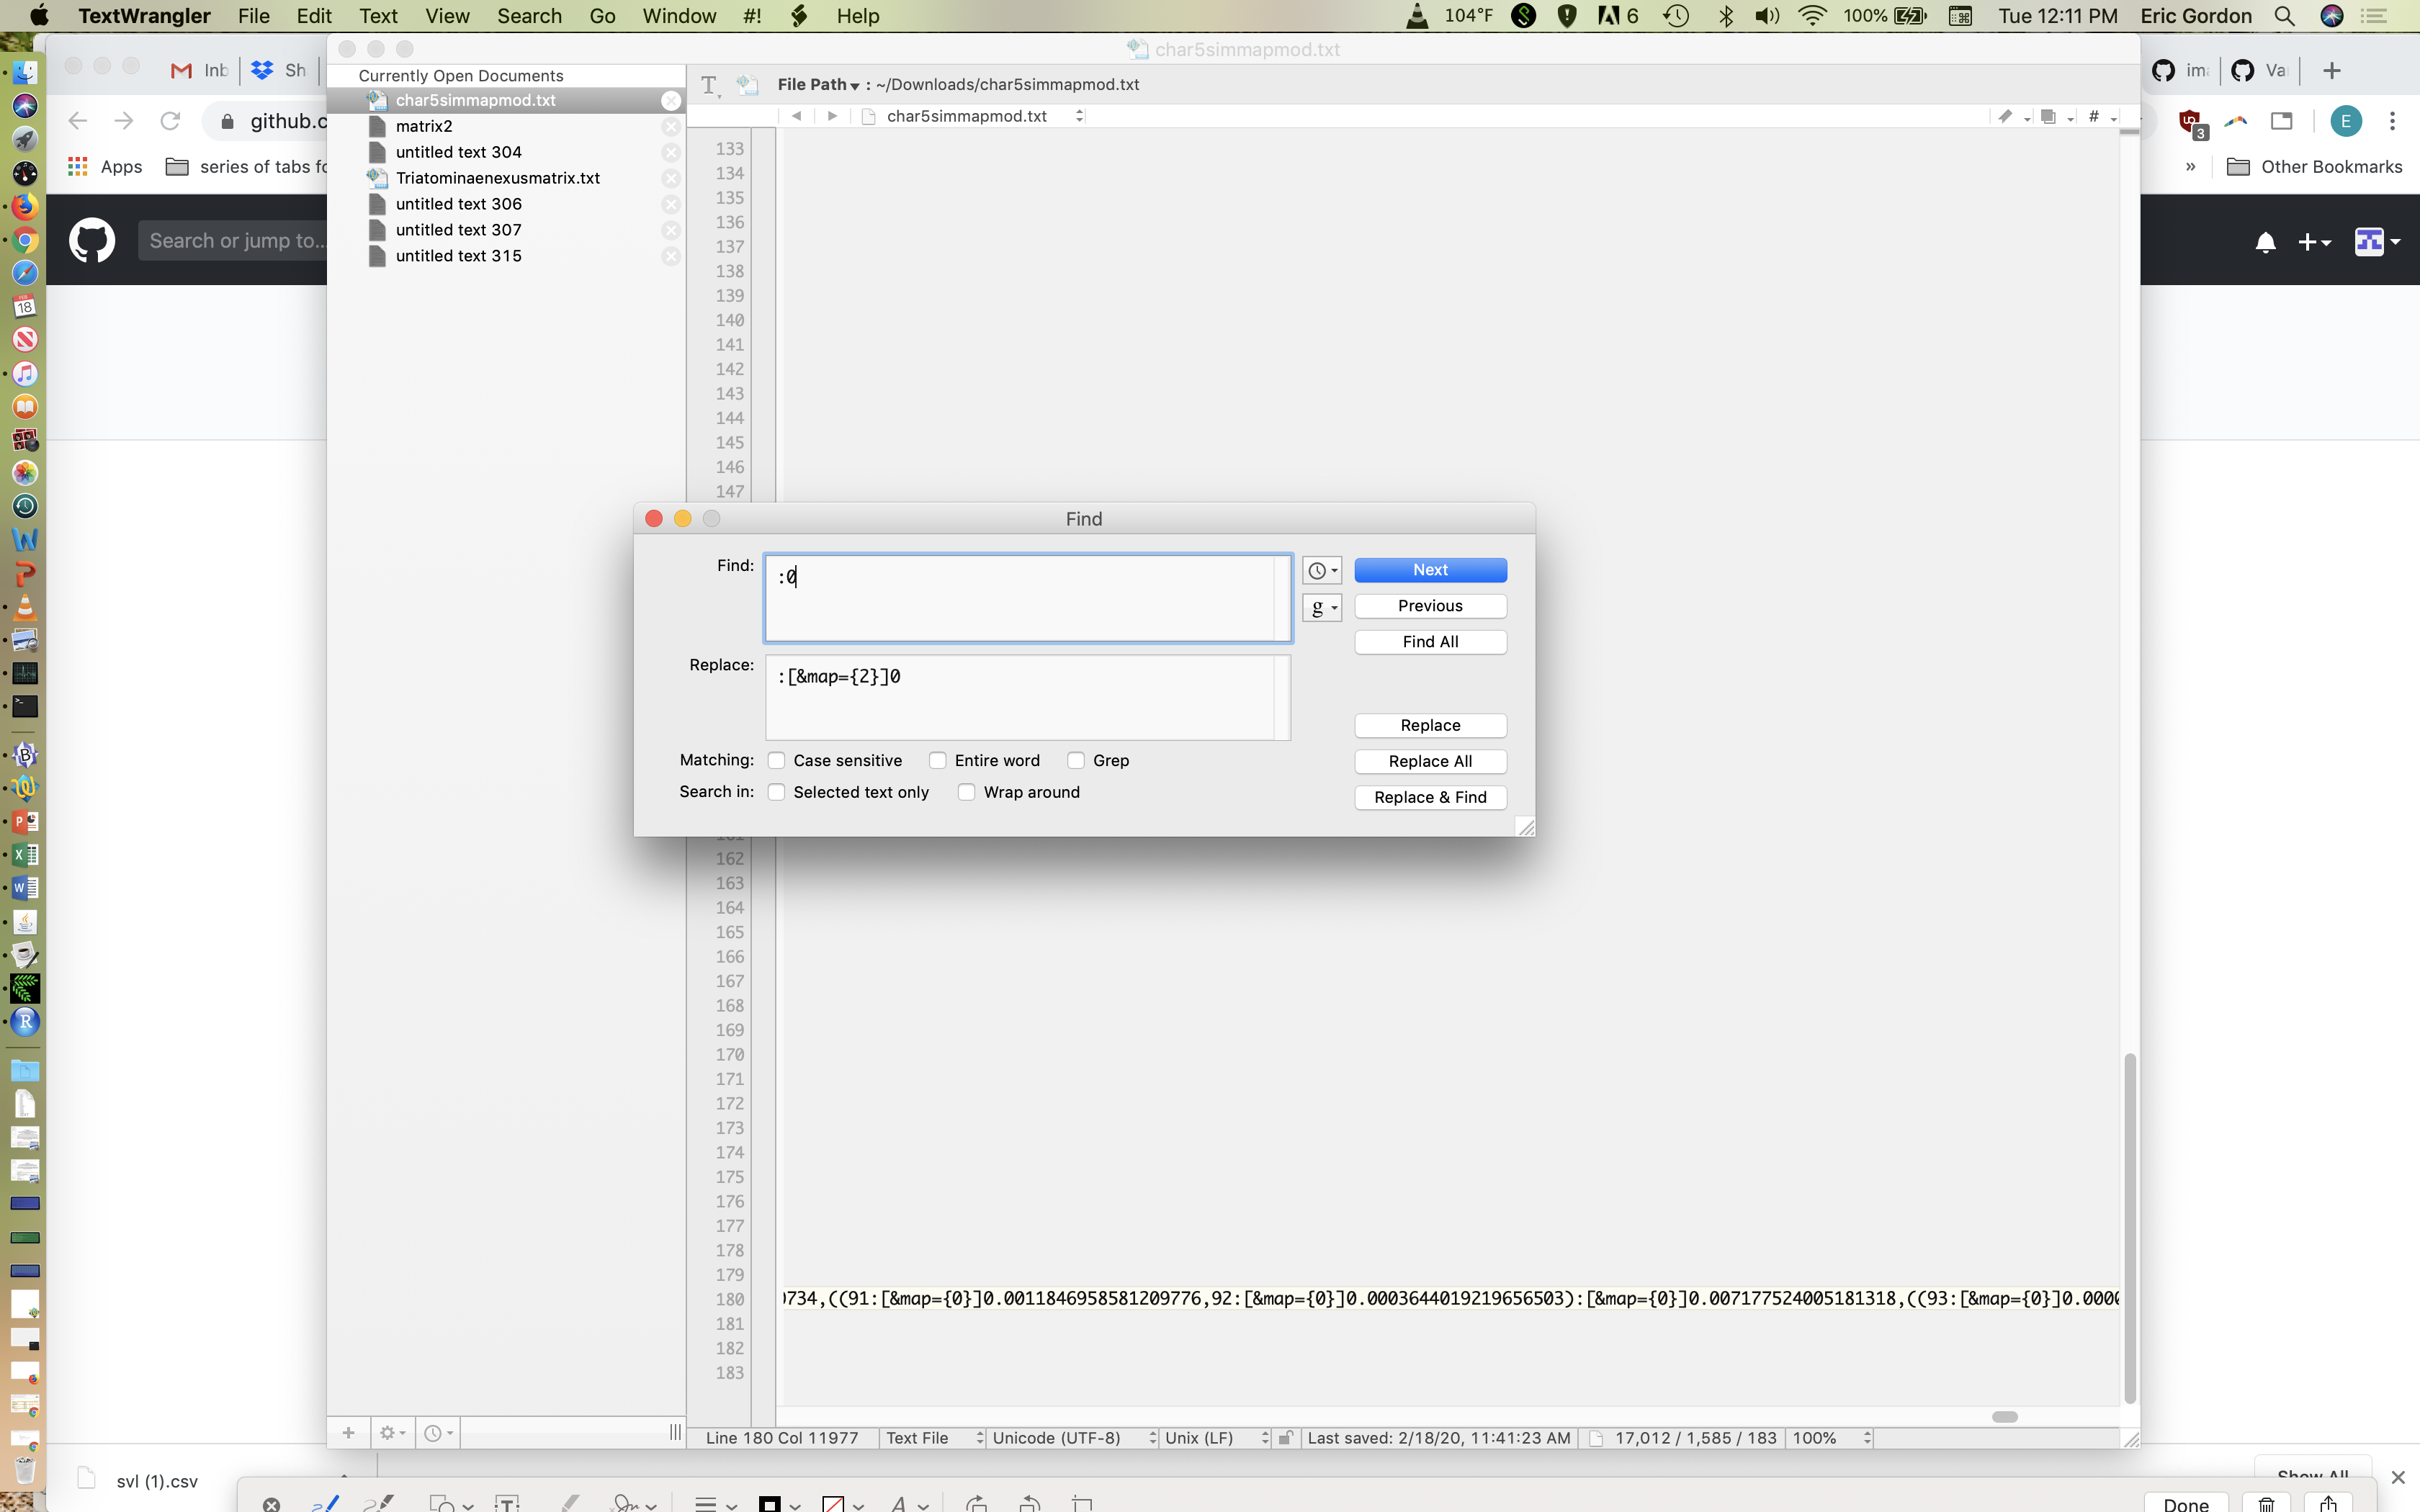 TextWrangler File Edit Text View Search Go Window #! Help 104°F 6 100% Tue 12:11 PM Eric Gordon
char5simmapmod.txt
Inb Sh
im Va
Currently Open Documents
char5simmapmod.txt
matrix2
untitled text 304
Triatominaenexusmatrix.txt
untitled text 306
untitled text 307
untitled text 315
File Path : ~/Downloads/char5simmapmod.txt
char5simmapmod.txt
#
github.c
3
E
Apps series of tabs fo
» Other Bookmarks
Search or jump to...
FEB
18
133
134
135
136
137
138
139
140
141
142
143
144
145
146
147
Find
Find: :0
g
Next
Previous
Find All
Replace: :[&map={2}]0
Replace
Matching: Case sensitive Entire word Grep
Replace All
Search in: Selected text only Wrap around
Replace & Find
162
163
164
165
166
167
168
169
170
171
172
173
174
175
176
177
178
179
180 )734,((91:[&map={0}]0.0011846958581209776,92:[&map={0}]0.0003644019219656503):[&map={0}]0.007177524005181318,((93:[&map={0}]0.000
181
182
183
Line 180 Col 11977 Text File Unicode (UTF-8) Unix (LF) Last saved: 2/18/20, 11:41:23 AM 17,012 / 1,585 / 183 100%
svl (1).csv
Show All
Done